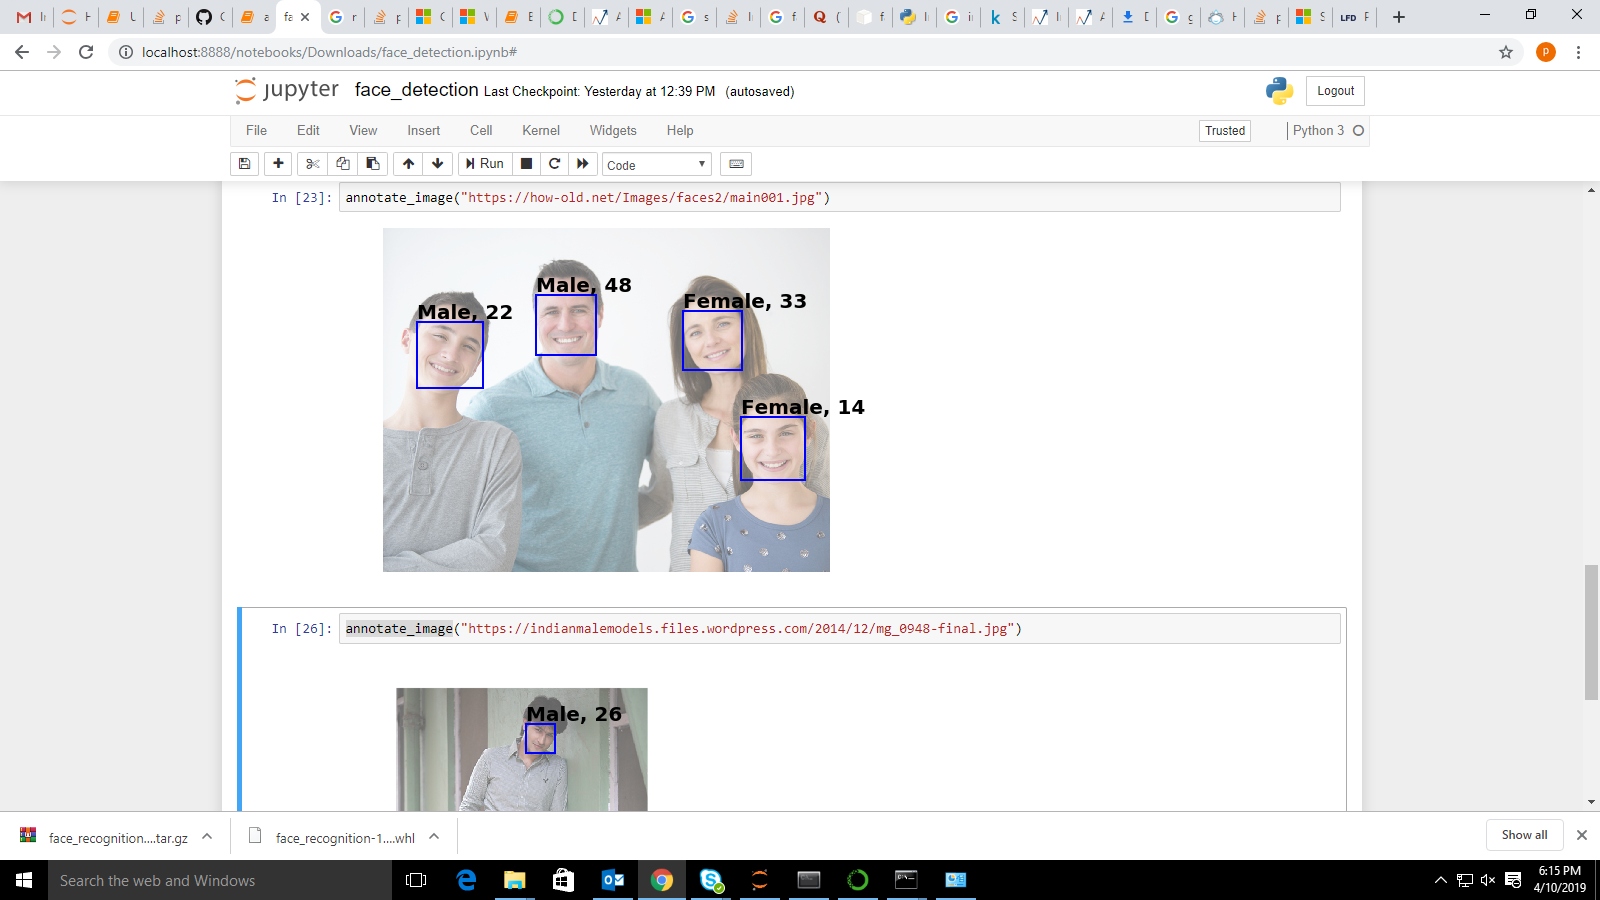 localhost:8888/notebooks/Downloads/face_detection.ipynb#
jupyter face_detection Last Checkpoint: Yesterday at 12:39 PM (autosaved)
Logout
File Edit View Insert Cell Kernel Widgets Help
Trusted
Python 3
Run
Code
In [23]: annotate_image("https://how-old.net/Images/faces2/main001.jpg")
Male, 48
Female, 33
Male, 22
Female, 14
In [26]: annotate_image("https://indianmalemodels.files.wordpress.com/2014/12/mg_0948-final.jpg")
Male, 26
face_recognition....tar.gz
face_recognition-1....whl
Show all
Search the web and Windows
6:15 PM
4/10/2019